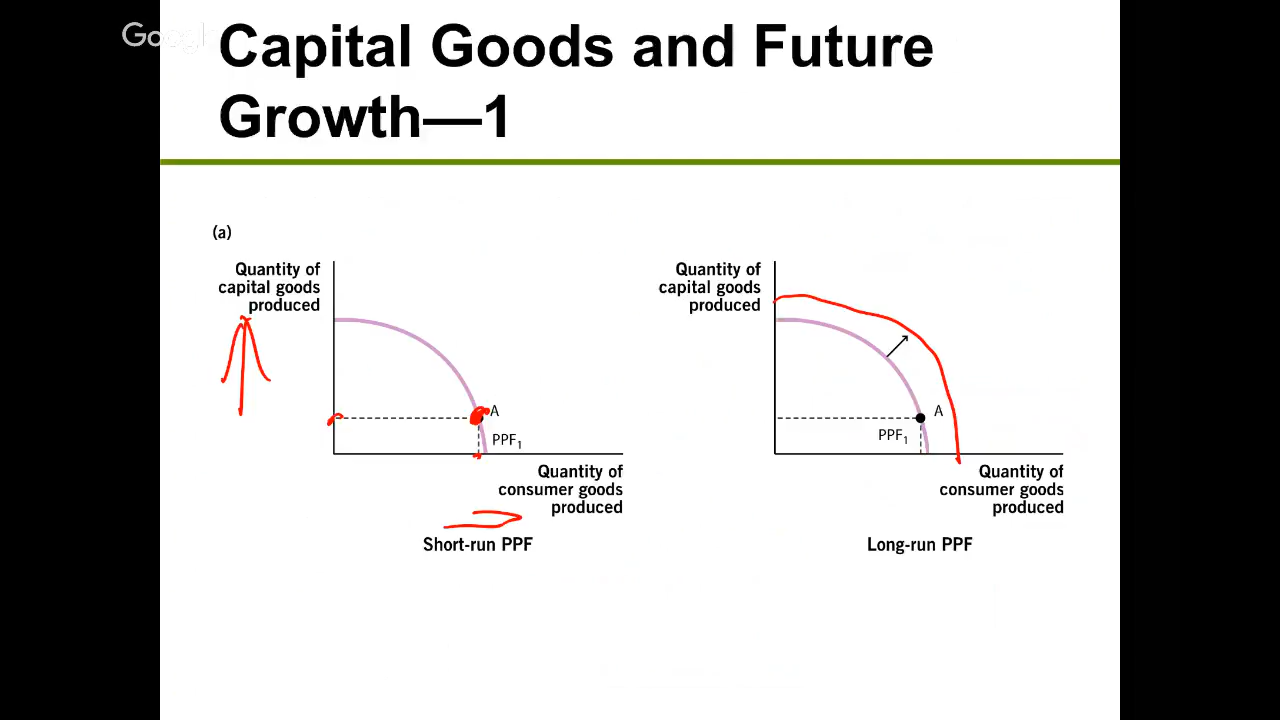 Google
Capital Goods and Future
Growth—1
(a)
Quantity of
capital goods
produced
A
PPF₁
Quantity of
consumer goods
produced
Short-run PPF
Quantity of
capital goods
produced
A
PPF₁
Quantity of
consumer goods
produced
Long-run PPF